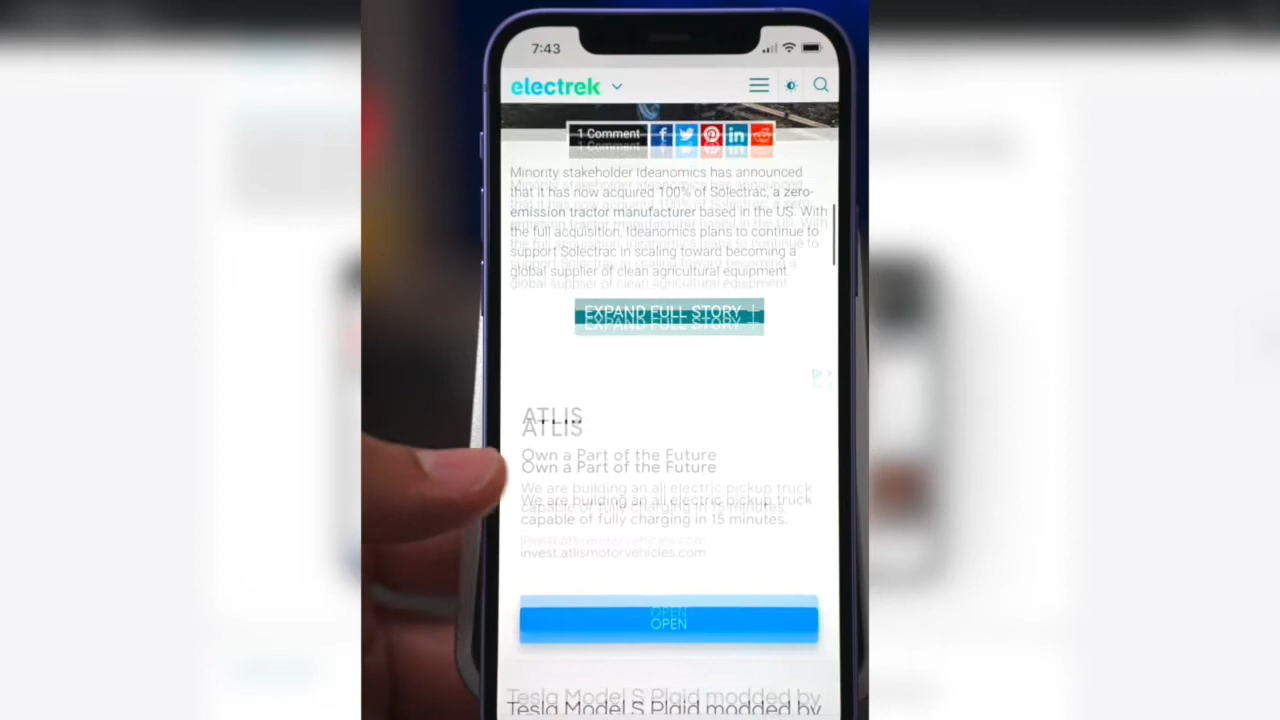 7:43
electrek
1 Comment
Minority stakeholder Ideanomics has announced
that it has now acquired 100% of Solectrac, a zero-
emission tractor manufacturer based in the US. With
the full acquisition, Ideanomics plans to continue to
support Solectrac in scaling toward becoming a
global supplier of clean agricultural equipment.
EXPAND FULL STORY
ATLIS
Own a Part of the Future
We are building an all electric pickup truck
capable of fully charging in 15 minutes.
invest.atlismotorvehicles.com
OPEN
Tesla Model S Plaid modded by